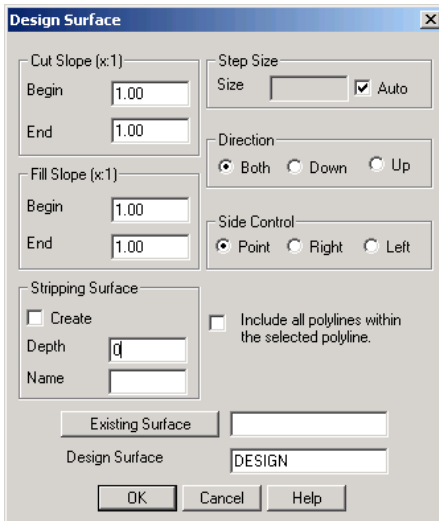 Design Surface
Cut Slope (x:1)
Begin 1.00
End 1.00
Fill Slope (x:1)
Begin 1.00
End 1.00
Stripping Surface
Create
Depth 0
Name
Step Size
Size Auto
Direction
Both Down Up
Side Control
Point Right Left
Include all polylines within
the selected polyline.
Existing Surface
Design Surface DESIGN
OK Cancel Help